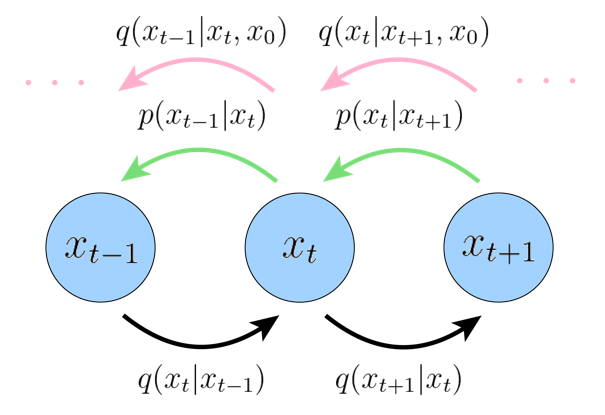 q(x_{t−1}|x_t, x_0) q(x_t|x_{t+1}, x_0)
p(x_{t−1}|x_t) p(x_t|x_{t+1})
x_{t−1} x_t x_{t+1}
q(x_t|x_{t−1}) q(x_{t+1}|x_t)